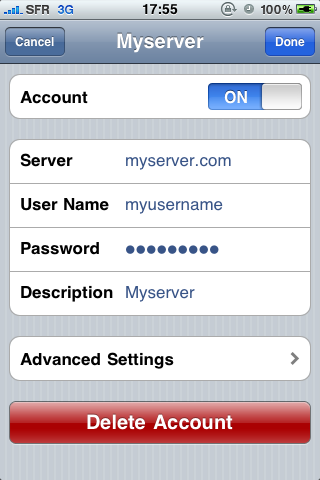 SFR 3G 17:55 100%
Cancel Myserver Done
Account ON
Server myserver.com
User Name myusername
Password ●●●●●●●●●
Description Myserver
Advanced Settings
Delete Account